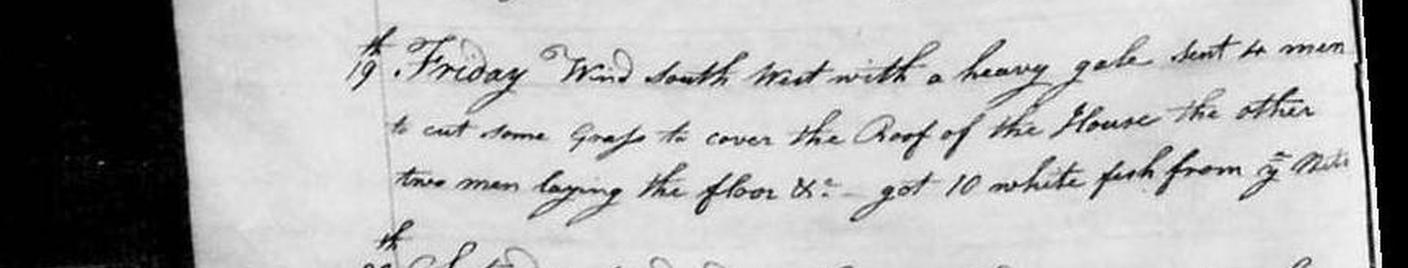 19th Friday Wind South West with a heavy gale sent 4 men
to cut some Grass to cover the Roof of the House the other
two men laying the floor &c. - got 10 white fish from ye Nets
th